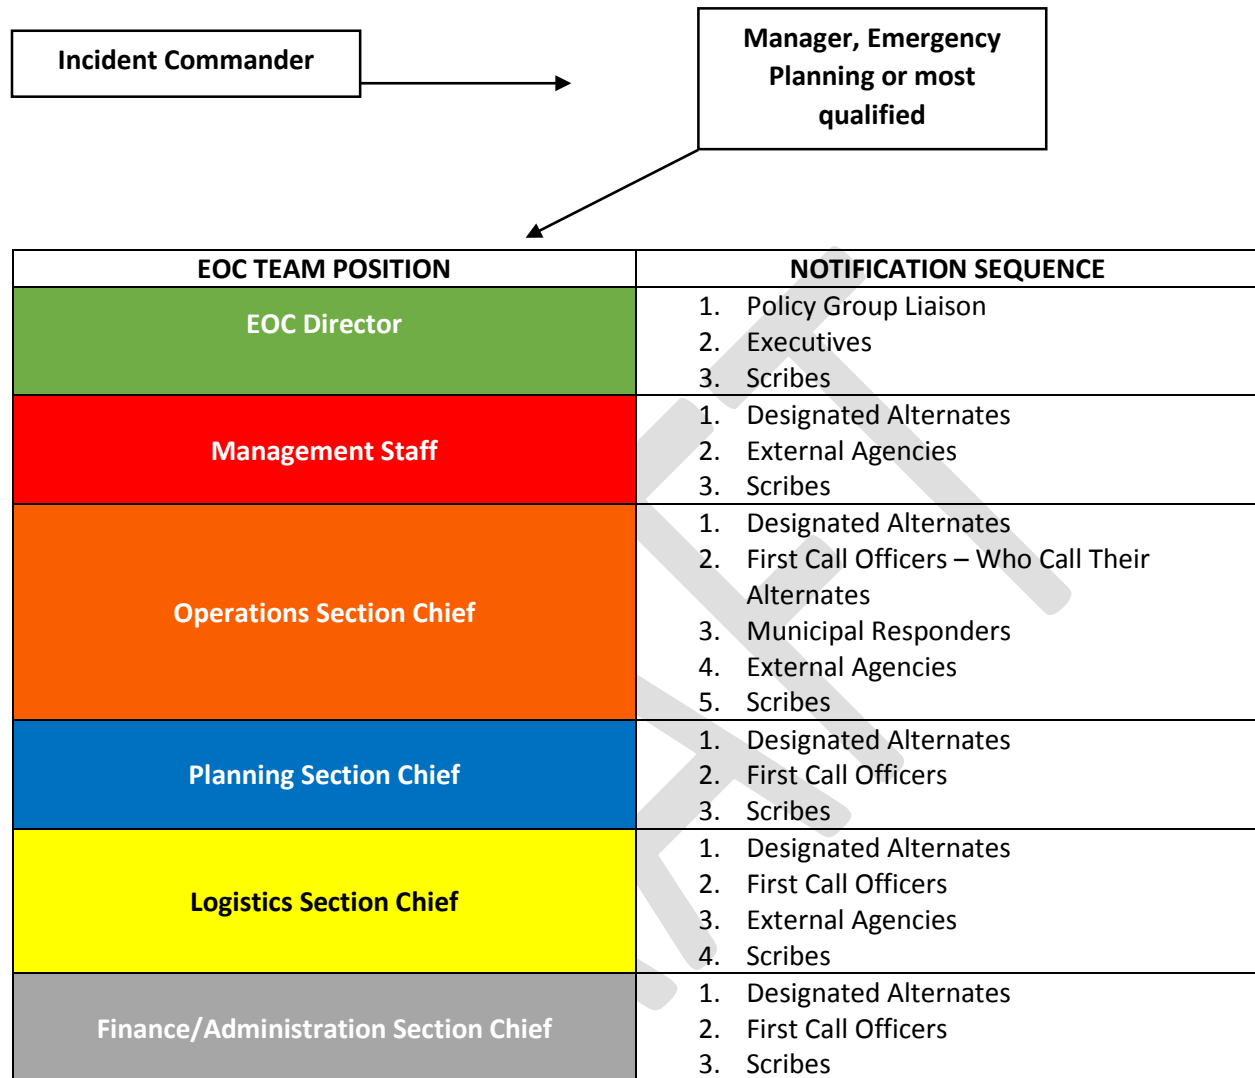 Incident Commander
Manager, Emergency
Planning or most
qualified
EOC TEAM POSITION
NOTIFICATION SEQUENCE
EOC Director
1. Policy Group Liaison
2. Executives
3. Scribes
Management Staff
1. Designated Alternates
2. External Agencies
3. Scribes
Operations Section Chief
1. Designated Alternates
2. First Call Officers – Who Call Their
Alternates
3. Municipal Responders
4. External Agencies
5. Scribes
Planning Section Chief
1. Designated Alternates
2. First Call Officers
3. Scribes
Logistics Section Chief
1. Designated Alternates
2. First Call Officers
3. External Agencies
4. Scribes
Finance/Administration Section Chief
1. Designated Alternates
2. First Call Officers
3. Scribes